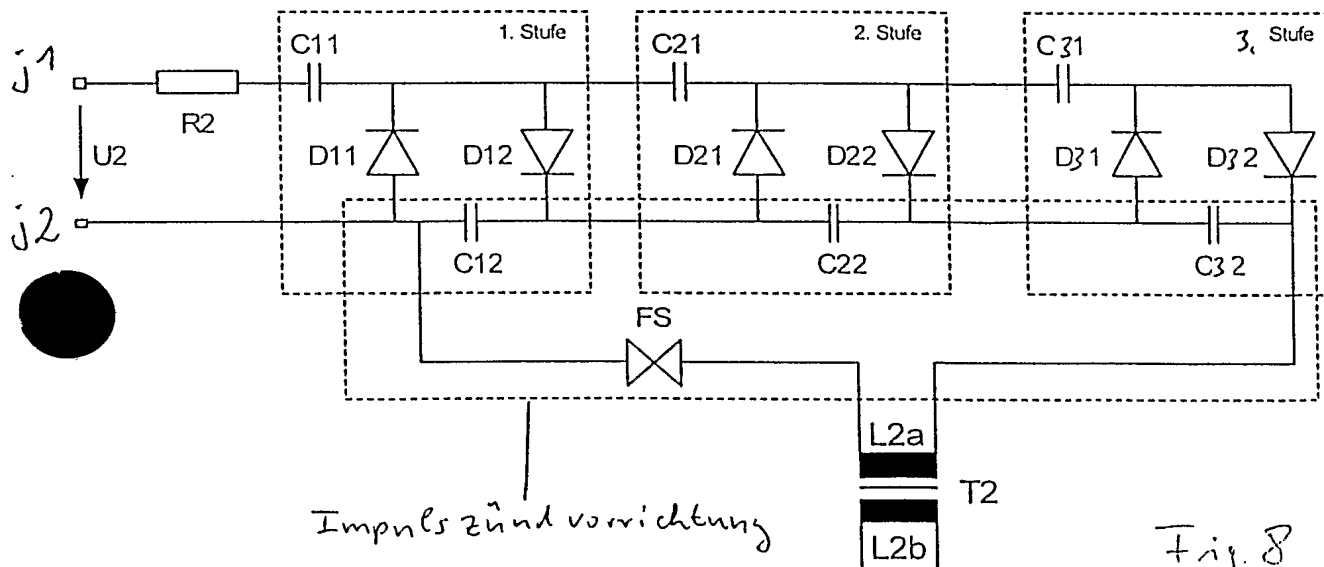 1. Stufe
2. Stufe
3. Stufe
C11
C21
C31
j1
R2
U2
D11
D12
D21
D22
D31
D32
j2
C12
C22
C32
FS
L2a
T2
L2b
Impulszündvorrichtung
Fig. 8